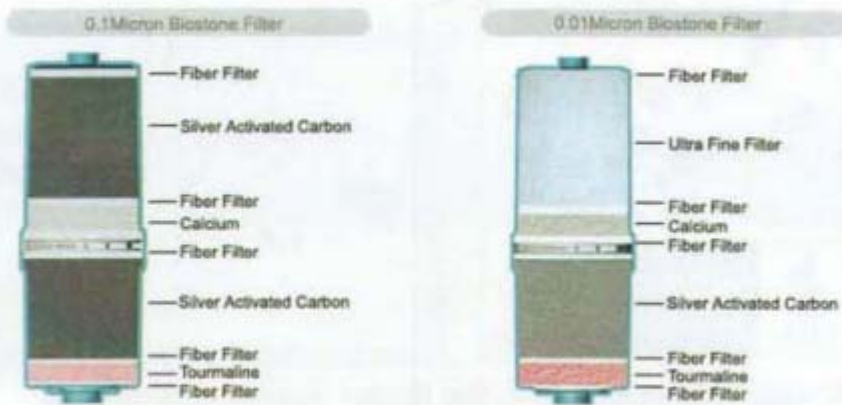 0.1Micron Biostone Filter
Fiber Filter
Silver Activated Carbon
Fiber Filter
Calcium
Fiber Filter
Silver Activated Carbon
Fiber Filter
Tourmaline
Fiber Filter
0.01Micron Biostone Filter
Fiber Filter
Ultra Fine Filter
Fiber Filter
Calcium
Fiber Filter
Silver Activated Carbon
Fiber Filter
Tourmaline
Fiber Filter